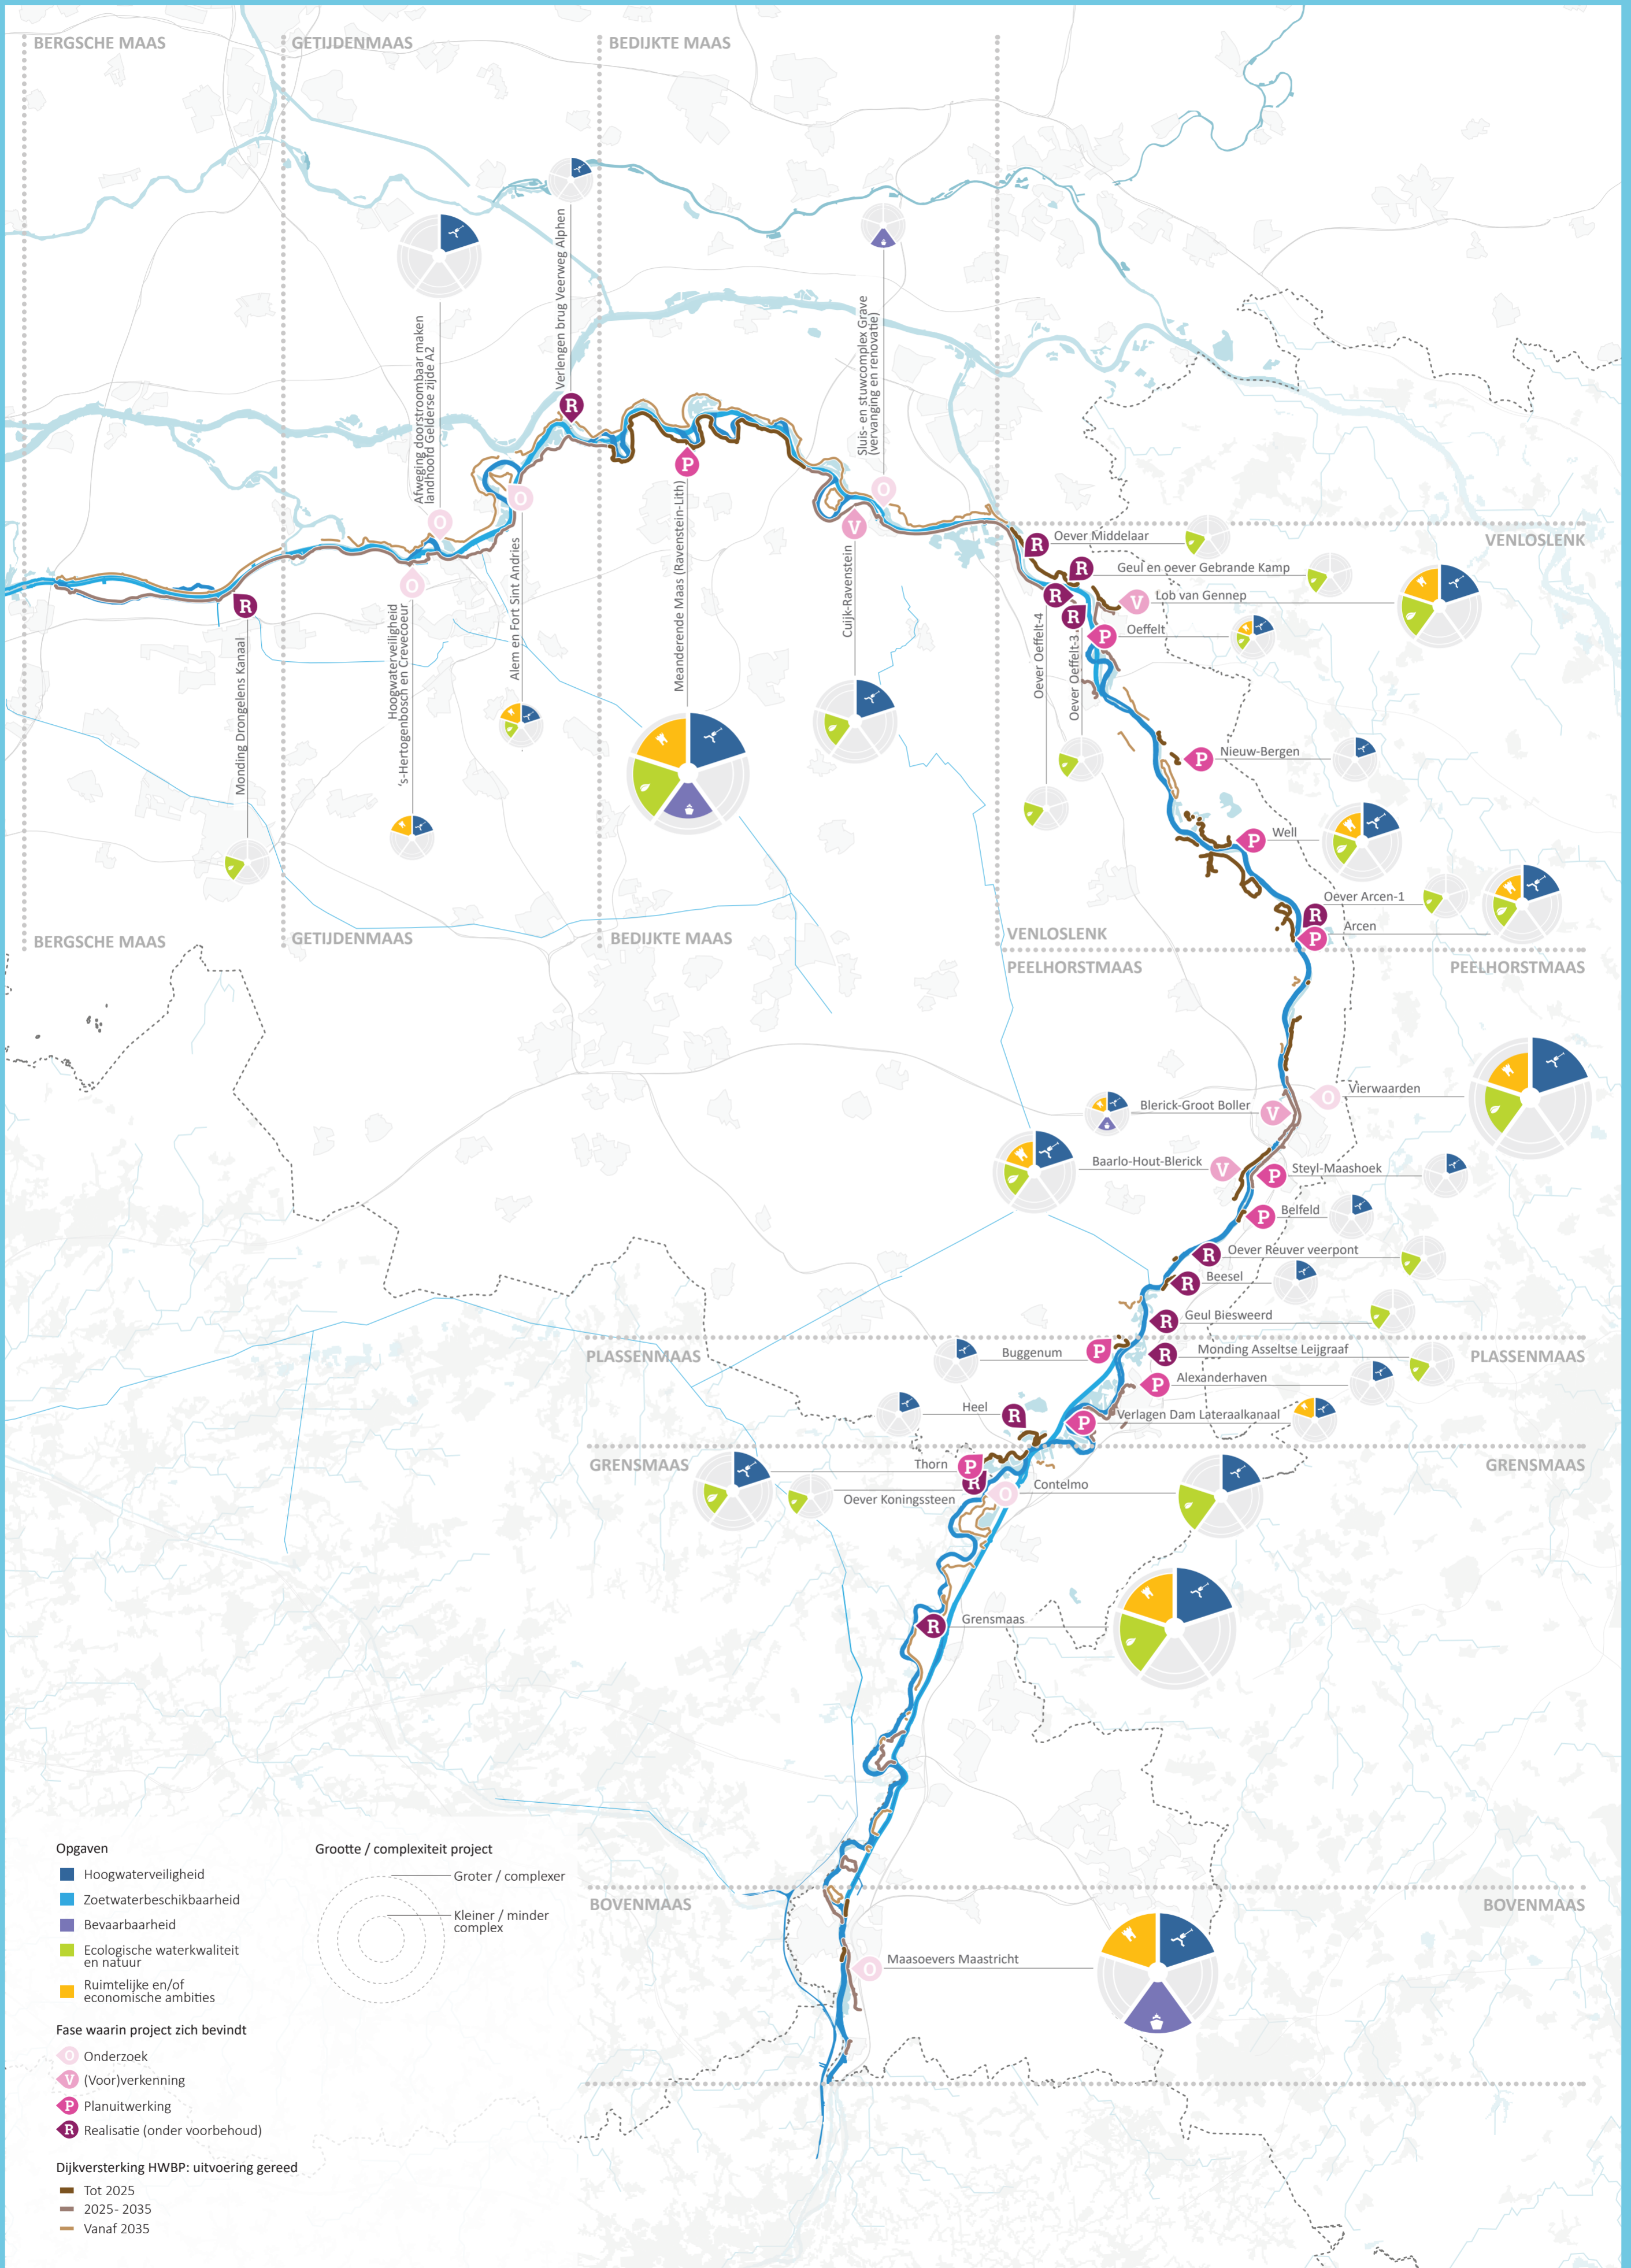 BERGSCHE MAAS
GETIJDENMAAS
BEDIJKTE MAAS
Verlengen brug Veerweg Alphen
Afweging doorstroombaar maken
landhoofd Gelderse zijde A2
Sluis- en stuwcomplex Grave
(vervanging en renovatie)
R
P
O
O
O
V
O
R
Monding Drongelens Kanaal
Hoogwaterveiligheid
's-Hertogenbosch en Crevecoeur
Alem en Fort Sint Andries
Meanderende Maas (Ravenstein-Lith)
Cuijk-Ravenstein
VENLOSLENK
R
Oever Middelaar
R
Geul en oever Gebrande Kamp
R
V
Lob van Gennep
R
P
Oeffelt
Oever Oeffelt-4
Oever Oeffelt-3
P
Nieuw-Bergen
P
Well
Oever Arcen-1
R
Arcen
P
BERGSCHE MAAS
GETIJDENMAAS
BEDIJKTE MAAS
VENLOSLENK
PEELHORSTMAAS
PEELHORSTMAAS
O
Vierwaarden
Blerick-Groot Boller
V
Baarlo-Hout-Blerick
V
P
Steyl-Maashoek
P
Belfeld
R
Oever Reuver veerpont
R
Beesel
R
Geul Biesweerd
PLASSENMAAS
PLASSENMAAS
Buggenum
P
R
Monding Asseltse Leijgraaf
P
Alexanderhaven
Heel
R
P
Verlagen Dam Lateraalkanaal
GRENSMAAS
GRENSMAAS
Thorn
P
R
Oever Koningssteen
O
Contelmo
R
Grensmaas
BOVENMAAS
BOVENMAAS
O
Maasoevers Maastricht
Opgaven
Hoogwaterveiligheid
Zoetwaterbeschikbaarheid
Bevaarbaarheid
Ecologische waterkwaliteit
en natuur
Ruimtelijke en/of
economische ambities
Grootte / complexiteit project
Groter / complexer
Kleiner / minder
complex
Fase waarin project zich bevindt
O Onderzoek
V (Voor)verkenning
P Planuitwerking
R Realisatie (onder voorbehoud)
Dijkversterking HWBP: uitvoering gereed
Tot 2025
2025- 2035
Vanaf 2035